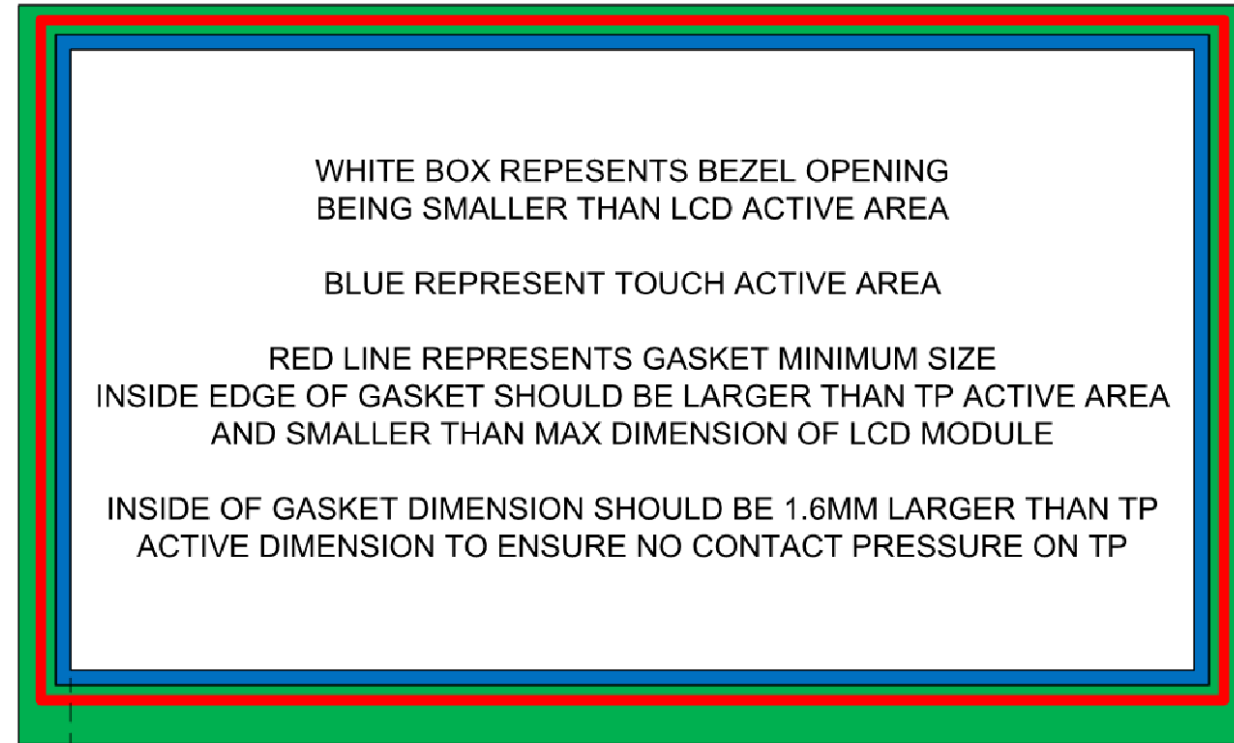 WHITE BOX REPESENTS BEZEL OPENING
BEING SMALLER THAN LCD ACTIVE AREA
BLUE REPRESENT TOUCH ACTIVE AREA
RED LINE REPRESENTS GASKET MINIMUM SIZE
INSIDE EDGE OF GASKET SHOULD BE LARGER THAN TP ACTIVE AREA
AND SMALLER THAN MAX DIMENSION OF LCD MODULE
INSIDE OF GASKET DIMENSION SHOULD BE 1.6MM LARGER THAN TP
ACTIVE DIMENSION TO ENSURE NO CONTACT PRESSURE ON TP